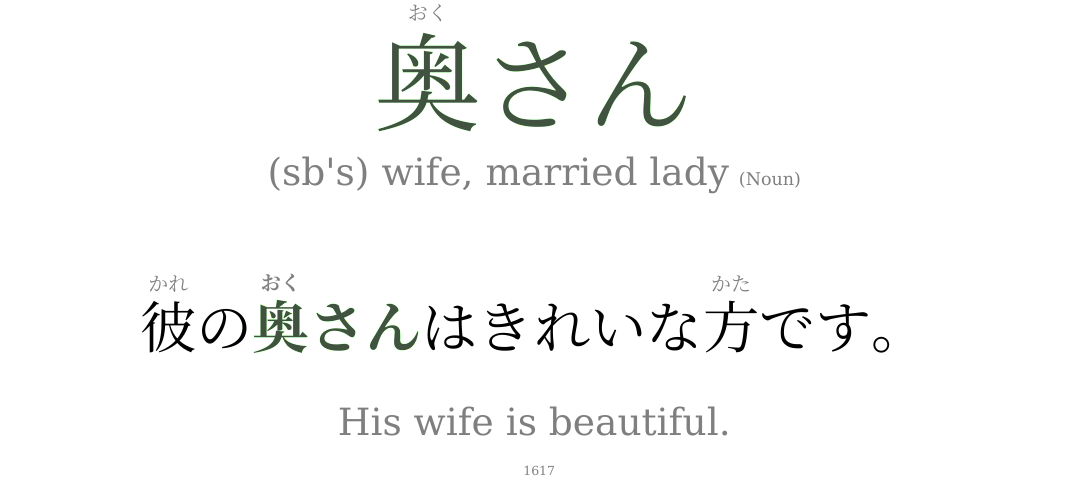 おく
奥さん
(sb's) wife, married lady (Noun)
かれ おく かた
彼の奥さんはきれいな方です。
His wife is beautiful.
1617